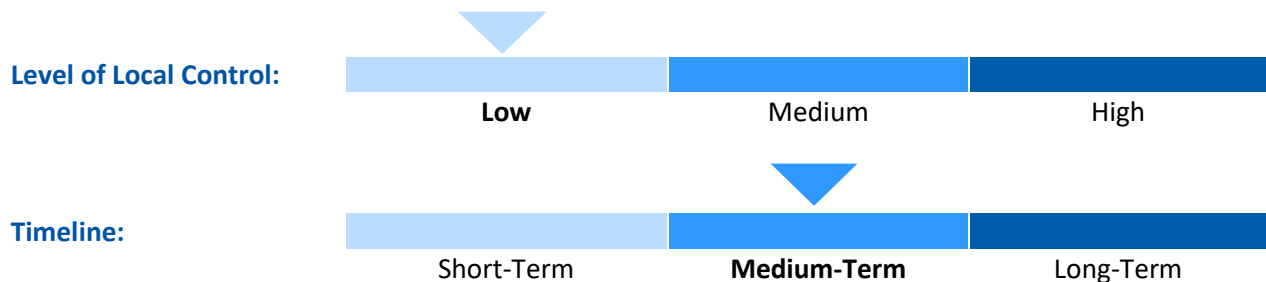 Level of Local Control:
Low Medium High
Timeline:
Short-Term Medium-Term Long-Term